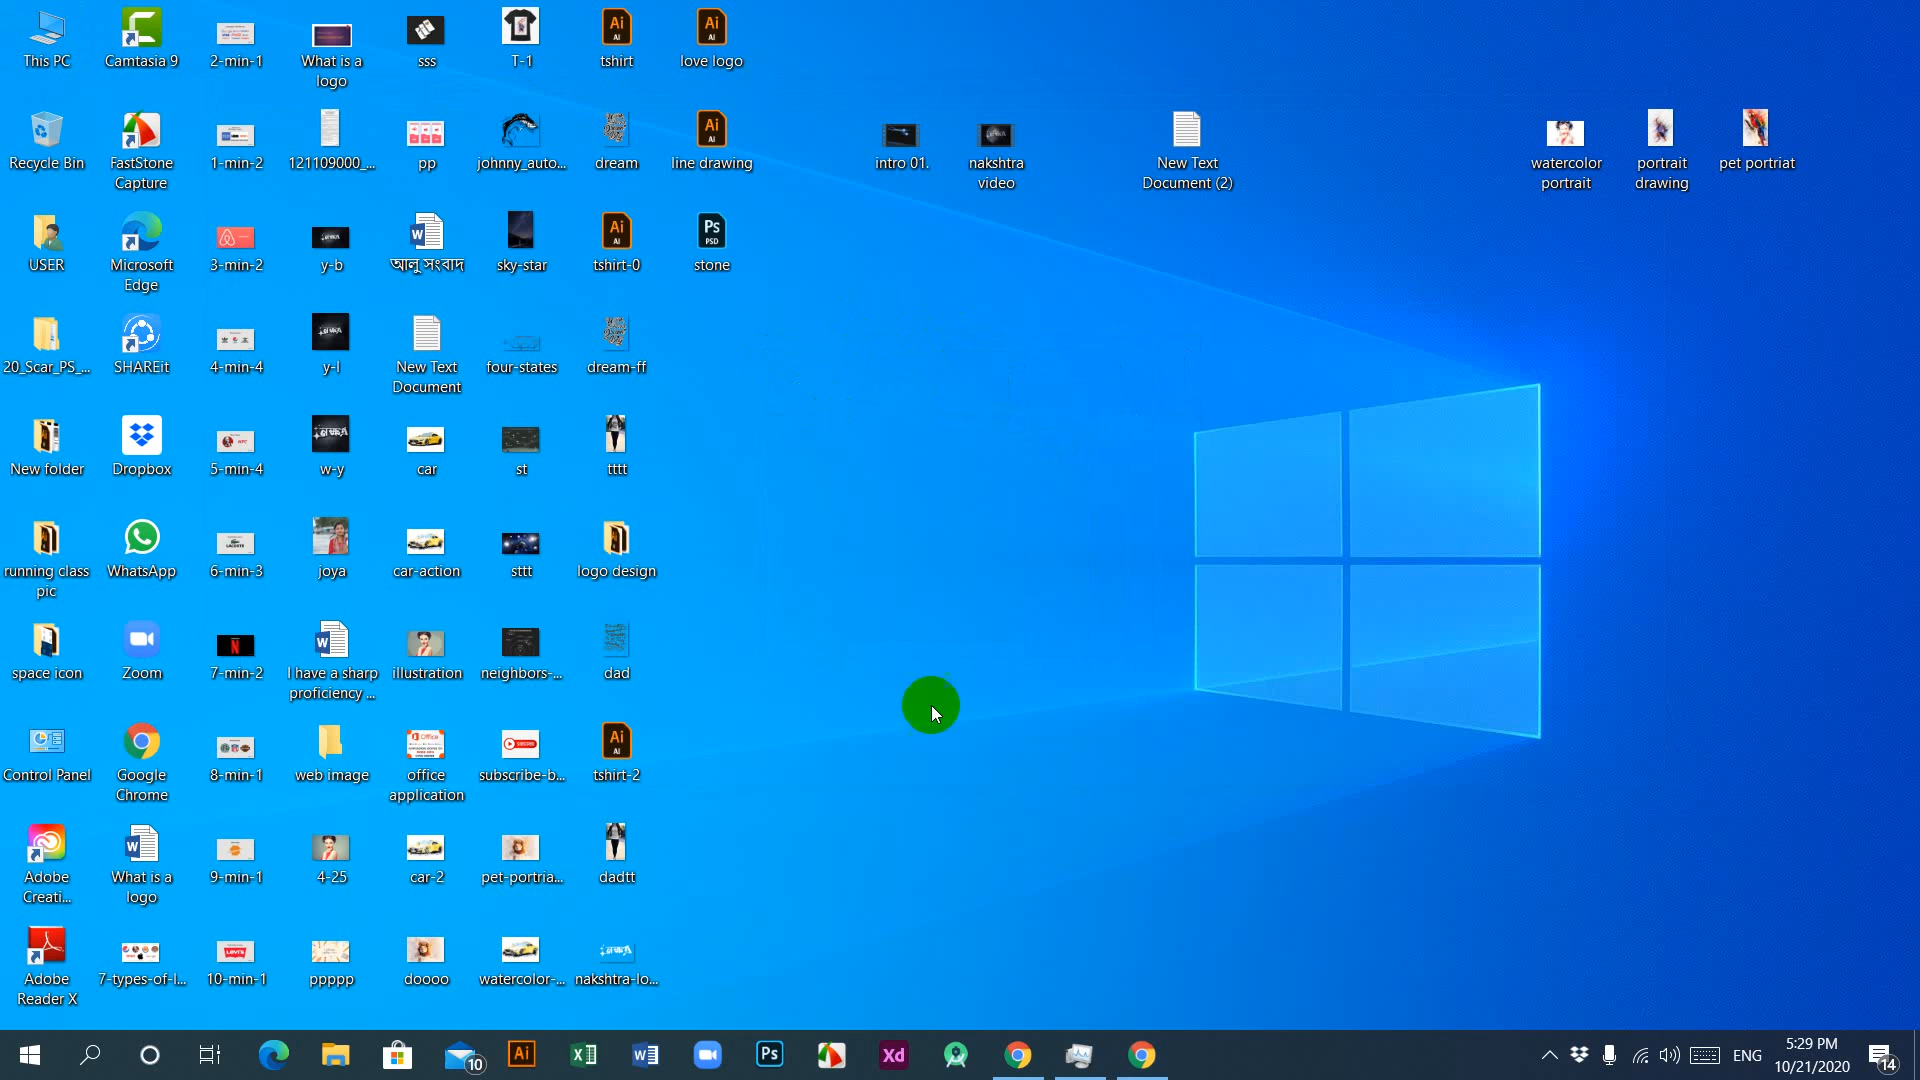 This PC
Camtasia 9
2-min-1
What is a
logo
sss
T-1
tshirt
love logo
Recycle Bin
FastStone
Capture
1-min-2
121109000_...
pp
johnny_auto...
dream
line drawing
intro 01.
nakshtra
video
New Text
Document (2)
watercolor
portrait
portrait
drawing
pet portriat
USER
Microsoft
Edge
3-min-2
y-b
আলু সংবাদ
sky-star
tshirt-0
stone
20_Scar_PS_...
SHAREit
4-min-4
y-l
New Text
Document
four-states
dream-ff
New folder
Dropbox
5-min-4
w-y
car
st
tttt
running class
pic
WhatsApp
6-min-3
joya
car-action
sttt
logo design
space icon
Zoom
7-min-2
I have a sharp
proficiency ...
illustration
neighbors-...
dad
Control Panel
Google
Chrome
8-min-1
web image
office
application
subscribe-b...
tshirt-2
Adobe
Creati...
What is a
logo
9-min-1
4-25
car-2
pet-portria...
dadtt
Adobe
Reader X
7-types-of-l...
10-min-1
ppppp
doooo
watercolor-...
nakshtra-lo...
10
Ai
Ps
Xd
ENG
5:29 PM
10/21/2020
14